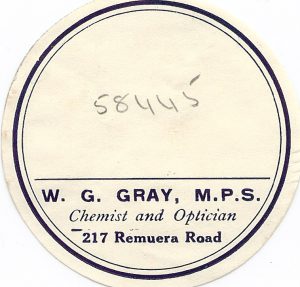 58445
W. G. GRAY, M.P.S.
Chemist and Optician
217 Remuera Road